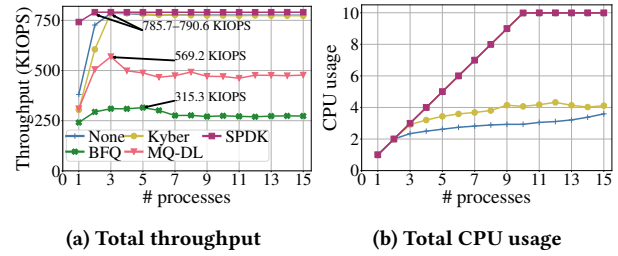 Throughput (KIOPS)
750
500
250
0
785.7–790.6 KIOPS
569.2 KIOPS
315.3 KIOPS
None Kyber SPDK
BFQ MQ-DL
0 1 3 5 7 9 11 13 15
# processes
(a) Total throughput
CPU usage
10
8
6
4
2
0 1 3 5 7 9 11 13 15
# processes
(b) Total CPU usage